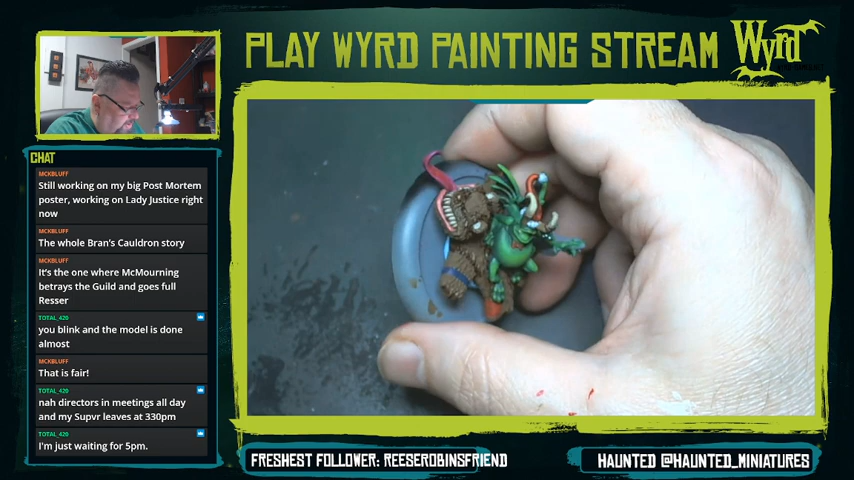 PLAY WYRD PAINTING STREAM
Wyrd
CHAT
MCKBLUFF
Still working on my big Post Mortem
poster, working on Lady Justice right
now
MCKBLUFF
The whole Bran's Cauldron story
MCKBLUFF
It's the one where McMourning
betrays the Guild and goes full
Resser
TOTAL_420
you blink and the model is done
almost
MCKBLUFF
That is fair!
TOTAL_420
nah directors in meetings all day
and my Supvr leaves at 330pm
TOTAL_420
I'm just waiting for 5pm.
FRESHEST FOLLOWER: REESEROBINSFRIEND
HAUNTED @HAUNTED_MINIATURES